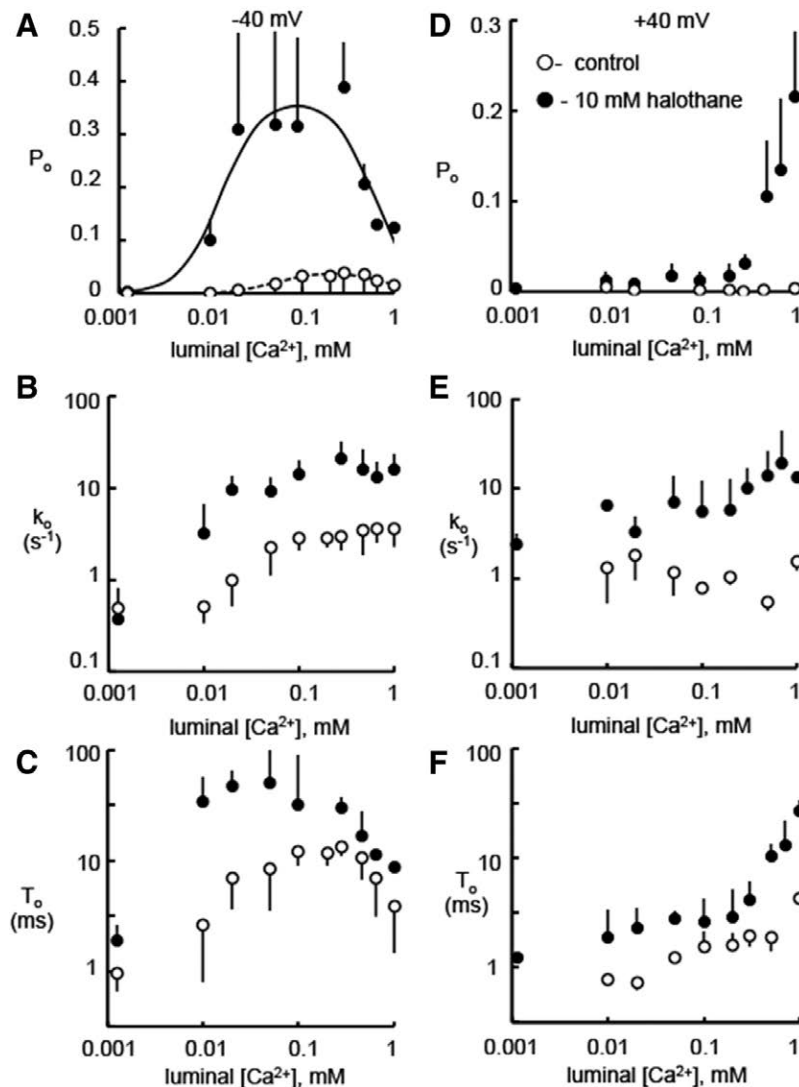 A
-40 mV
0.5
0.4
0.3
Po
0.2
0.1
0
0.001
0.01
0.1
1
luminal [Ca²⁺], mM
D
+40 mV
- control
- 10 mM halothane
0.3
0.2
Po
0.1
0
0.001
0.01
0.1
1
luminal [Ca²⁺], mM
B
100
10
ko
(s⁻¹)
1
0.1
0.001
0.01
0.1
1
luminal [Ca²⁺], mM
E
100
10
ko
(s⁻¹)
1
0.1
0.001
0.01
0.1
1
luminal [Ca²⁺], mM
C
100
10
To
(ms)
1
0.001
0.01
0.1
1
luminal [Ca²⁺], mM
F
100
10
To
(ms)
1
0.001
0.01
0.1
1
luminal [Ca²⁺], mM